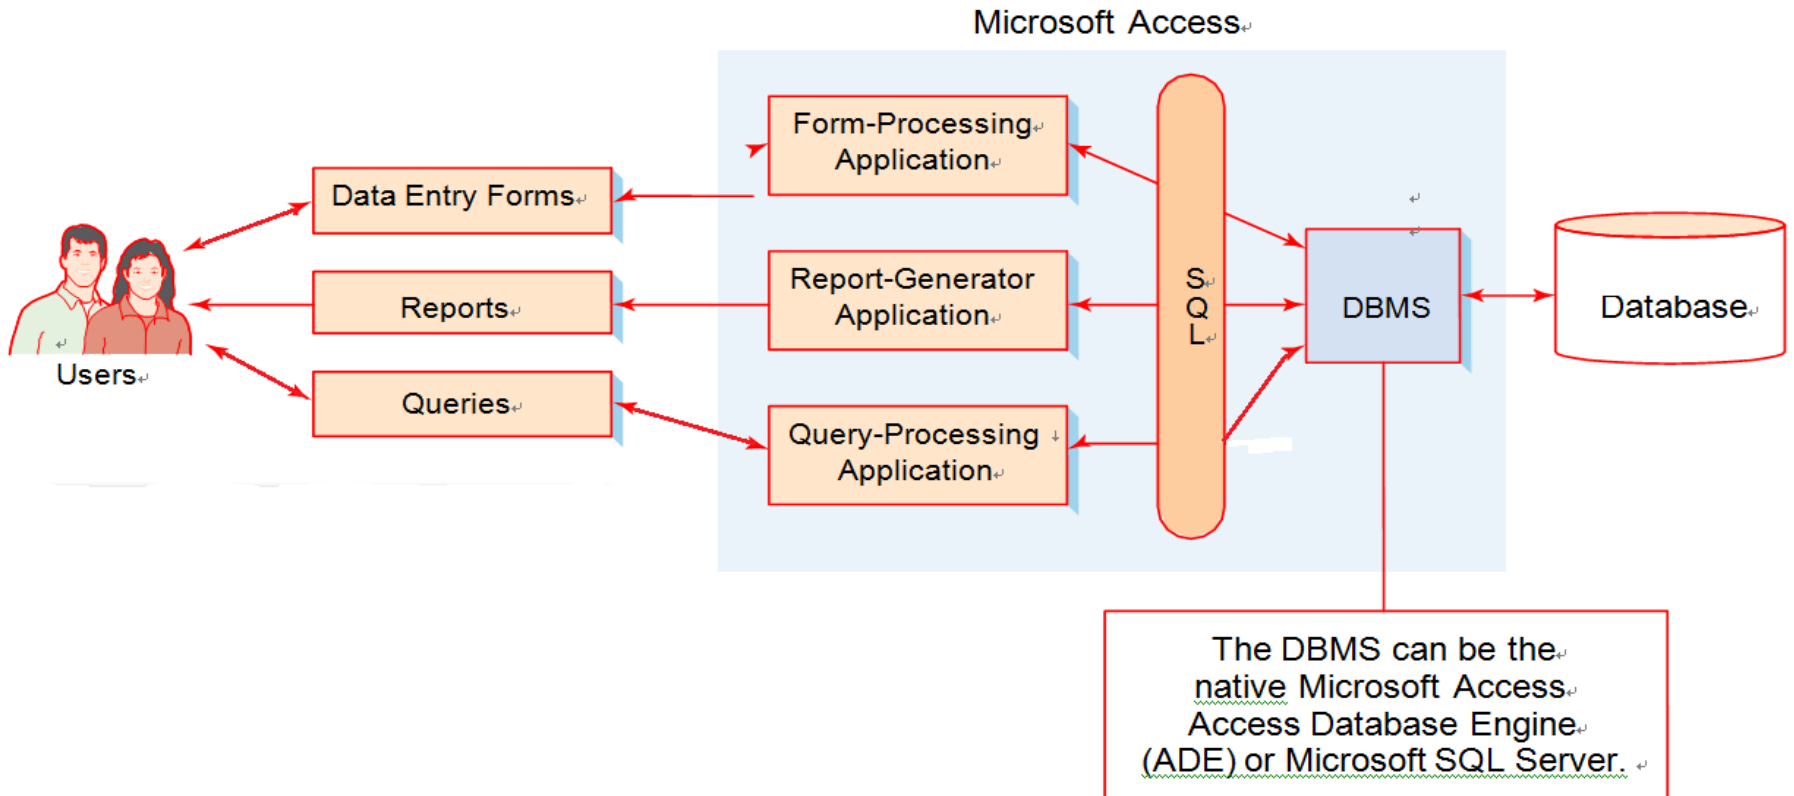 Microsoft Access
Form-Processing
Application
Data Entry Forms
Report-Generator
Application
Reports
Users
Queries
Query-Processing
Application
S
Q
L
DBMS
Database
The DBMS can be the
native Microsoft Access
Access Database Engine
(ADE) or Microsoft SQL Server.